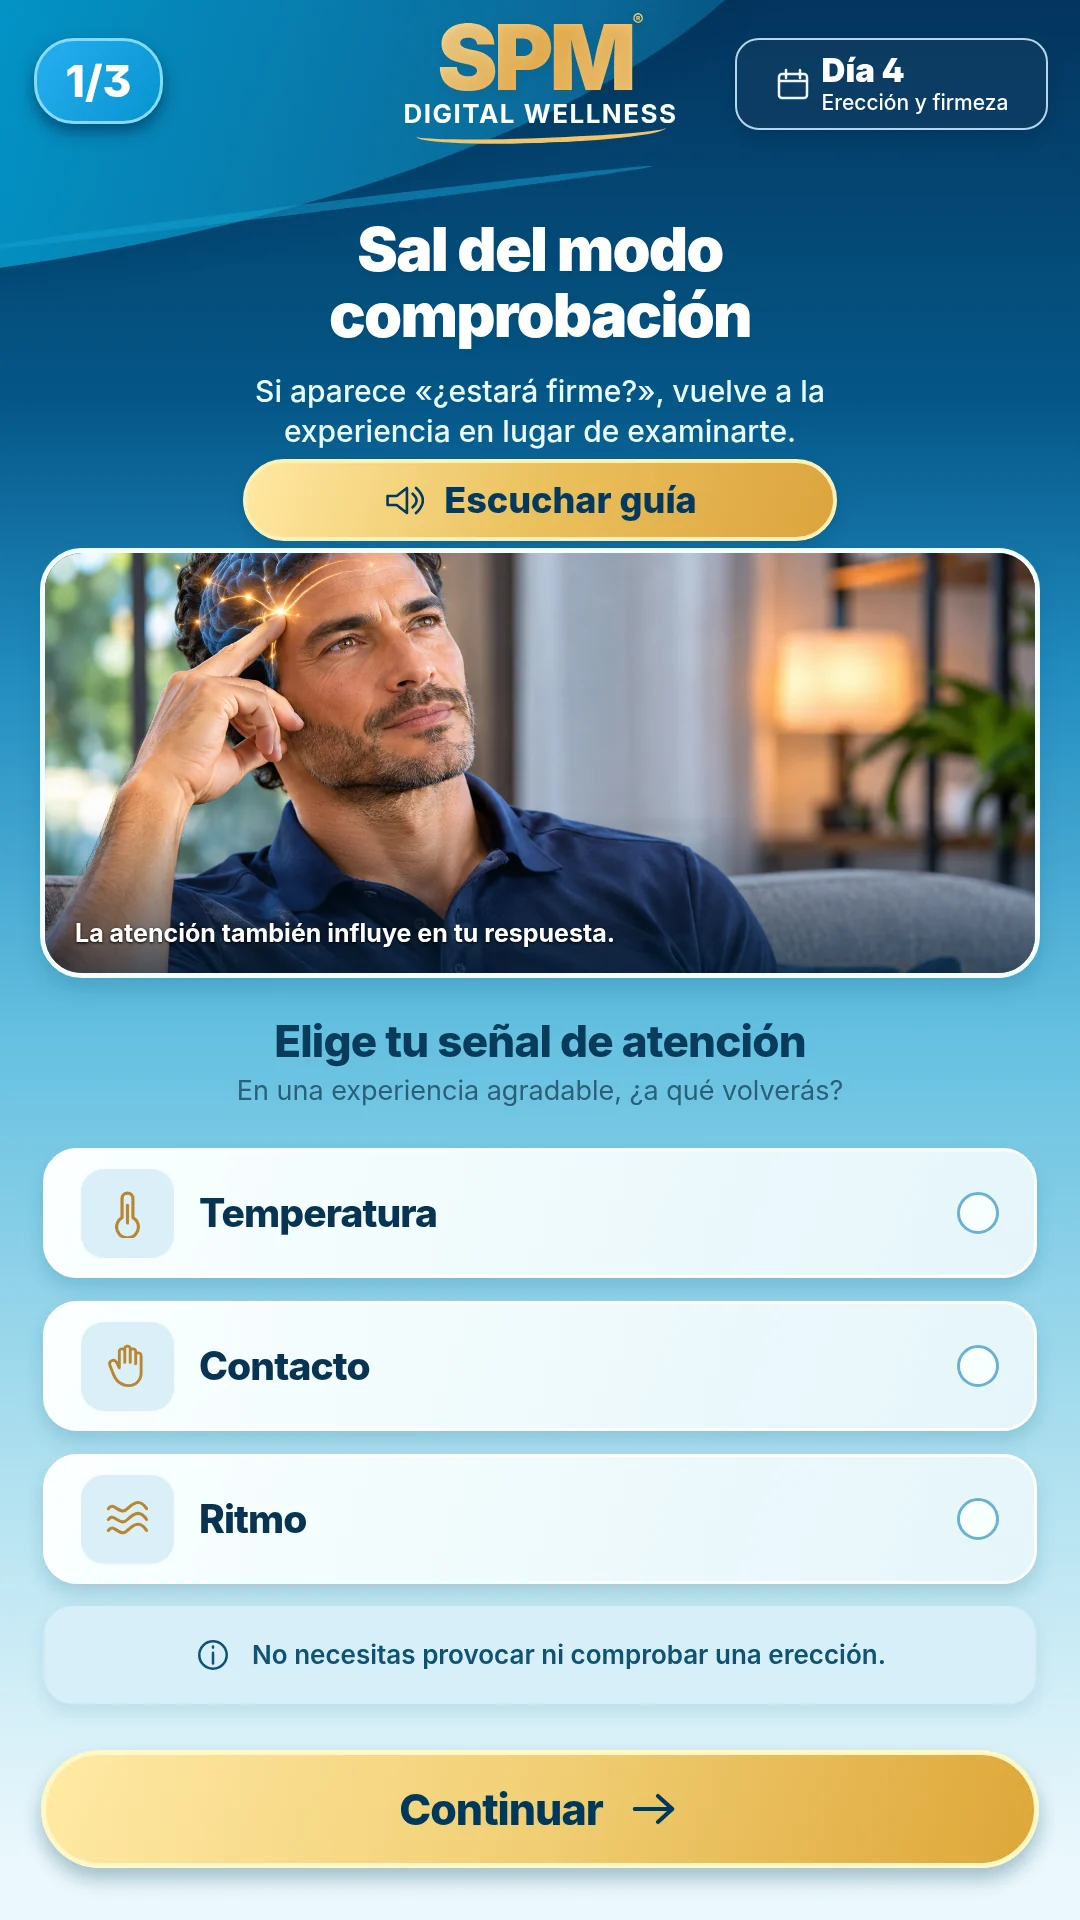 1/3
SPM®
DIGITAL WELLNESS
Día 4
Erección y firmeza
Sal del modo
comprobación
Si aparece «¿estará firme?», vuelve a la
experiencia en lugar de examinarte.
Escuchar guía
La atención también influye en tu respuesta.
Elige tu señal de atención
En una experiencia agradable, ¿a qué volverás?
Temperatura
Contacto
Ritmo
No necesitas provocar ni comprobar una erección.
Continuar